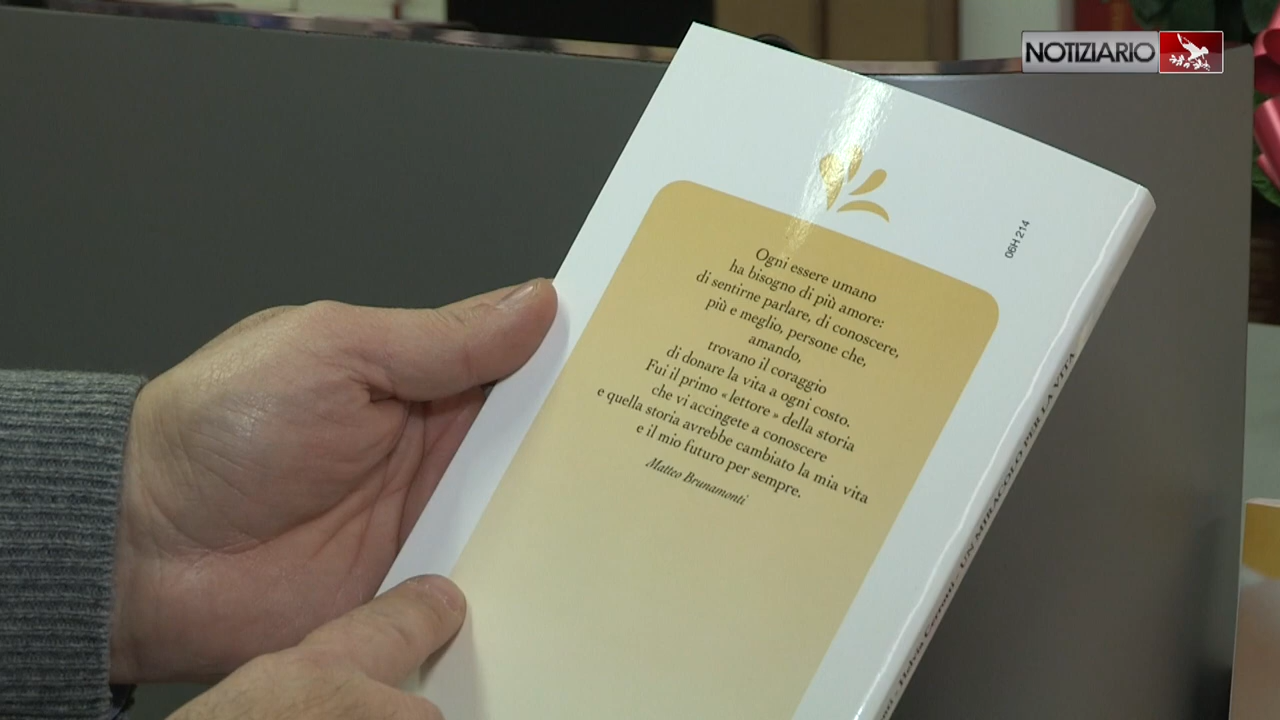 NOTIZIARIO
06H 214
Ogni essere umano
ha bisogno di più amore:
di sentirne parlare, di conoscere,
più e meglio, persone che,
amando,
trovano il coraggio
di donare la vita a ogni costo.
Fui il primo «lettore» della storia
che vi accingete a conoscere
e quella storia avrebbe cambiato la mia vita
e il mio futuro per sempre.
Matteo Brunamonti
UN MIRACOLO PER LA VITA